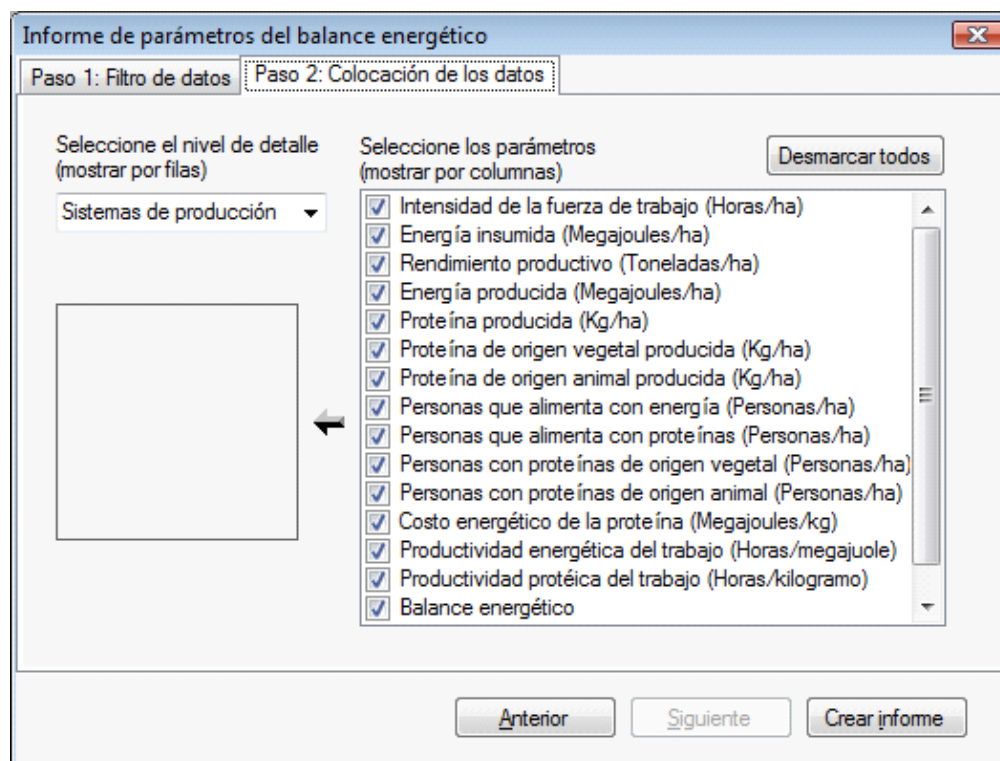 Informe de parámetros del balance energético
Paso 1: Filtro de datos
Paso 2: Colocación de los datos
Seleccione el nivel de detalle
(mostrar por filas)
Sistemas de producción
Seleccione los parámetros
(mostrar por columnas)
Desmarcar todos
Intensidad de la fuerza de trabajo (Horas/ha)
Energía insumida (Megajoules/ha)
Rendimiento productivo (Toneladas/ha)
Energía producida (Megajoules/ha)
Proteína producida (Kg/ha)
Proteína de origen vegetal producida (Kg/ha)
Proteína de origen animal producida (Kg/ha)
Personas que alimenta con energía (Personas/ha)
Personas que alimenta con proteínas (Personas/ha)
Personas con proteínas de origen vegetal (Personas/ha)
Personas con proteínas de origen animal (Personas/ha)
Costo energético de la proteína (Megajoules/kg)
Productividad energética del trabajo (Horas/megajuole)
Productividad protéica del trabajo (Horas/kilogramo)
Balance energético
Anterior
Siguiente
Crear informe